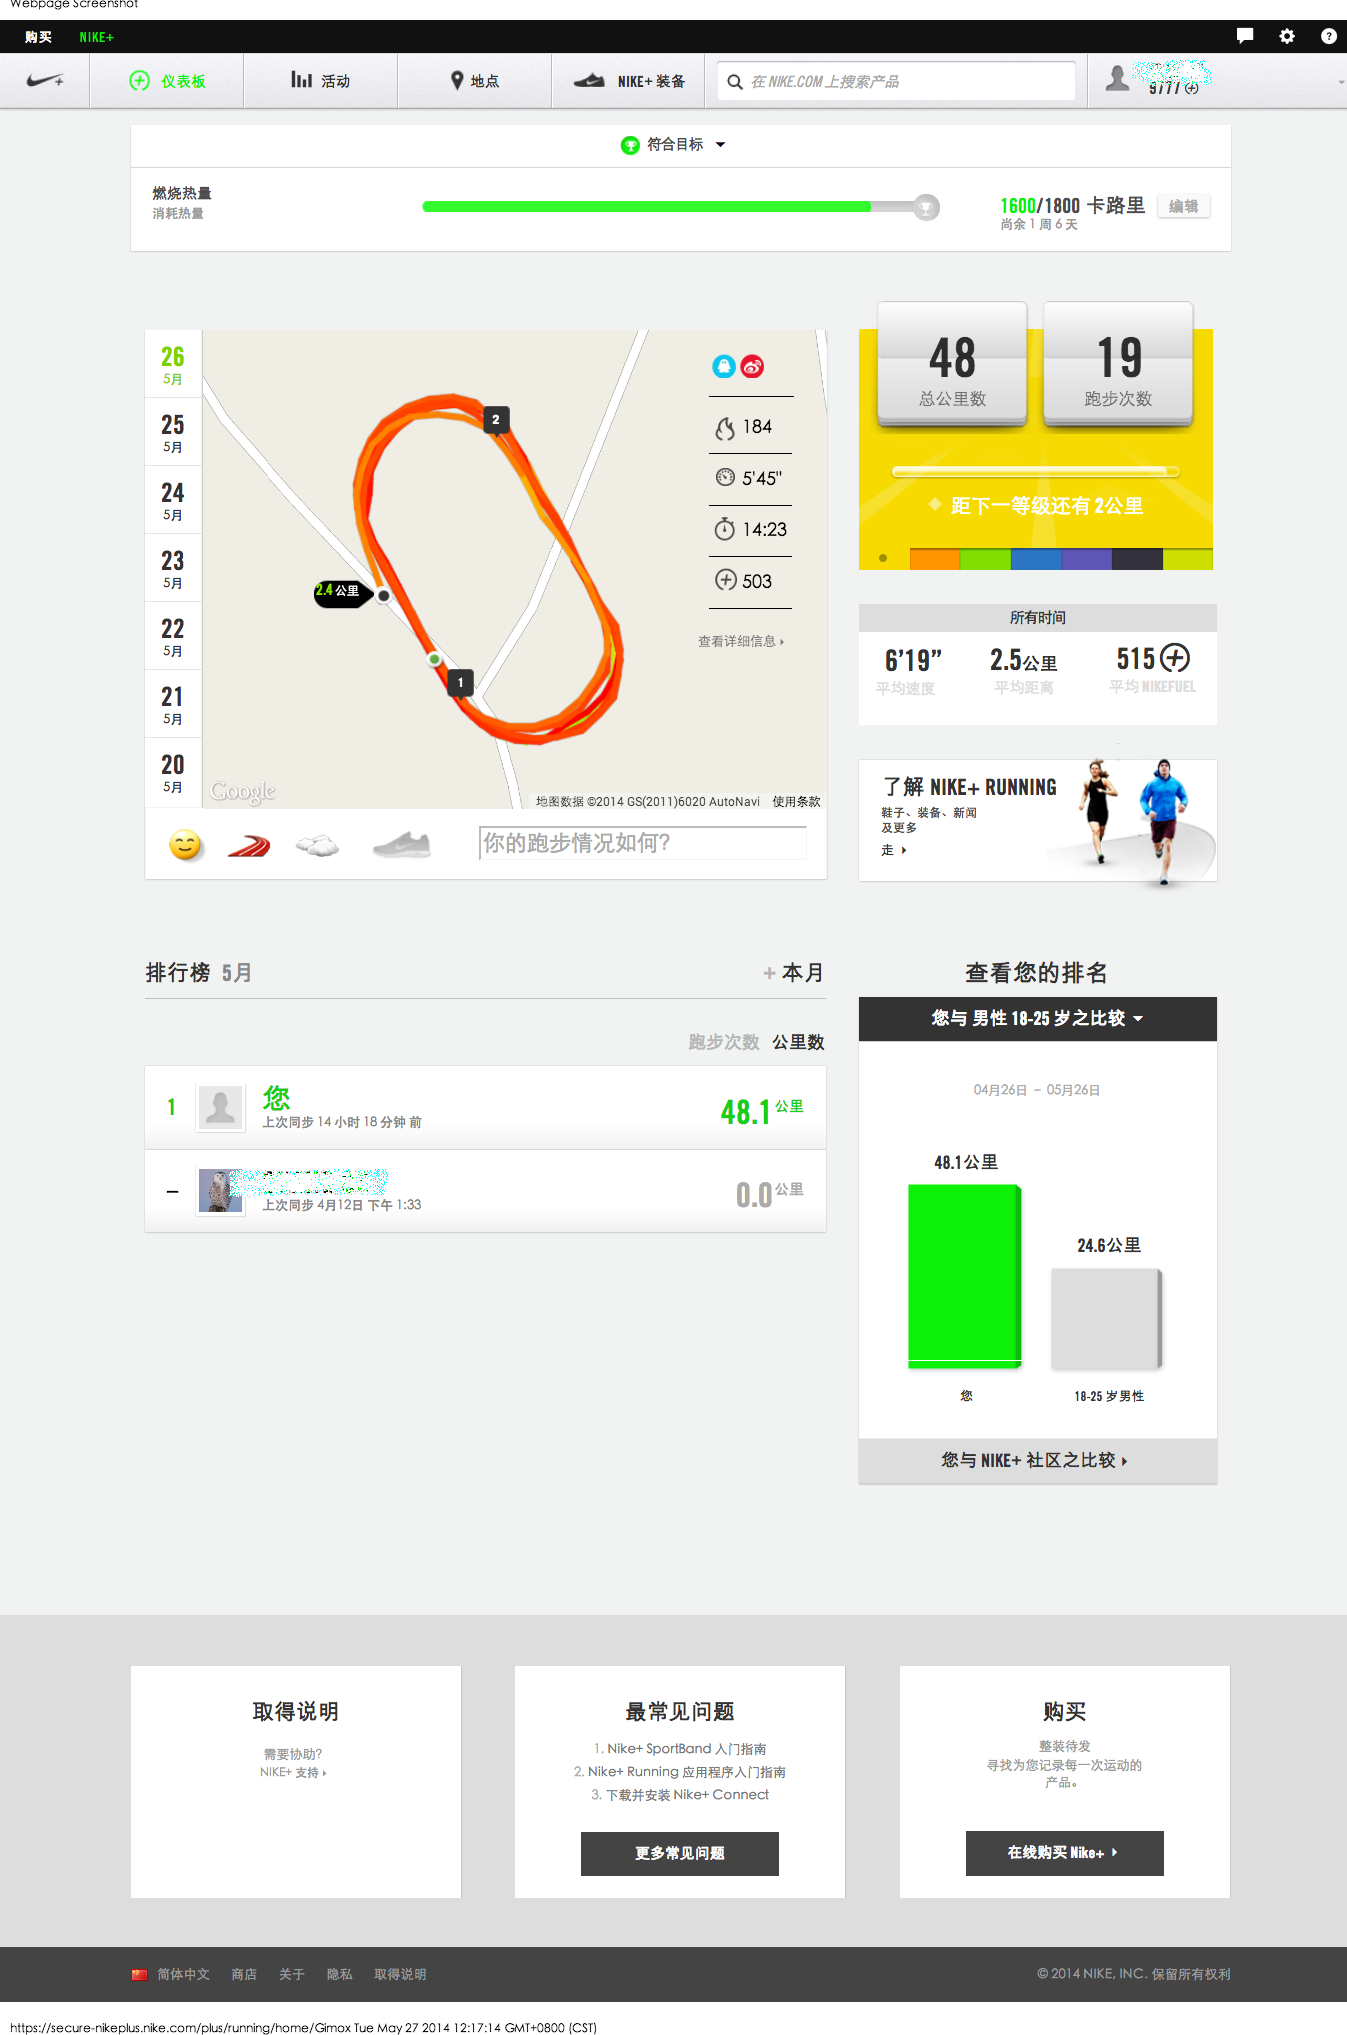 Webpage Screenshot
购买 NIKE+
仪表板 活动 地点 NIKE+ 装备 在 NIKE.COM 上搜索产品
9777
符合目标
燃烧热量
消耗热量
1600/1800 卡路里 编辑
尚余 1 周 6 天
26
5月
25
5月
24
5月
23
5月
22
5月
21
5月
20
5月
2
1
2.4 公里
184
5'45"
14:23
503
查看详细信息
Google
地图数据 ©2014 GS(2011)6020 AutoNavi 使用条款
你的跑步情况如何?
48
总公里数
19
跑步次数
距下一等级还有 2公里
所有时间
6’19” 2.5公里 515
平均速度 平均距离 平均 NIKEFUEL
了解 NIKE+ RUNNING
鞋子、装备、新闻
及更多
走
排行榜 5月 + 本月
跑步次数 公里数
1 您 48.1公里
上次同步 14 小时 18 分钟 前
– 0.0公里
上次同步 4月12日 下午 1:33
查看您的排名
您与 男性 18-25 岁之比较
04月26日 – 05月26日
48.1公里
24.6公里
您 18-25 岁男性
您与 NIKE+ 社区之比较
取得说明
需要协助?
NIKE+ 支持
最常见问题
1. Nike+ SportBand 入门指南
2. Nike+ Running 应用程序入门指南
3. 下载并安装 Nike+ Connect
更多常见问题
购买
整装待发
寻找为您记录每一次运动的
产品。
在线购买 Nike+
简体中文 商店 关于 隐私 取得说明 © 2014 NIKE, INC. 保留所有权利
https://secure-nikeplus.nike.com/plus/running/home/Gimox Tue May 27 2014 12:17:14 GMT+0800 (CST)